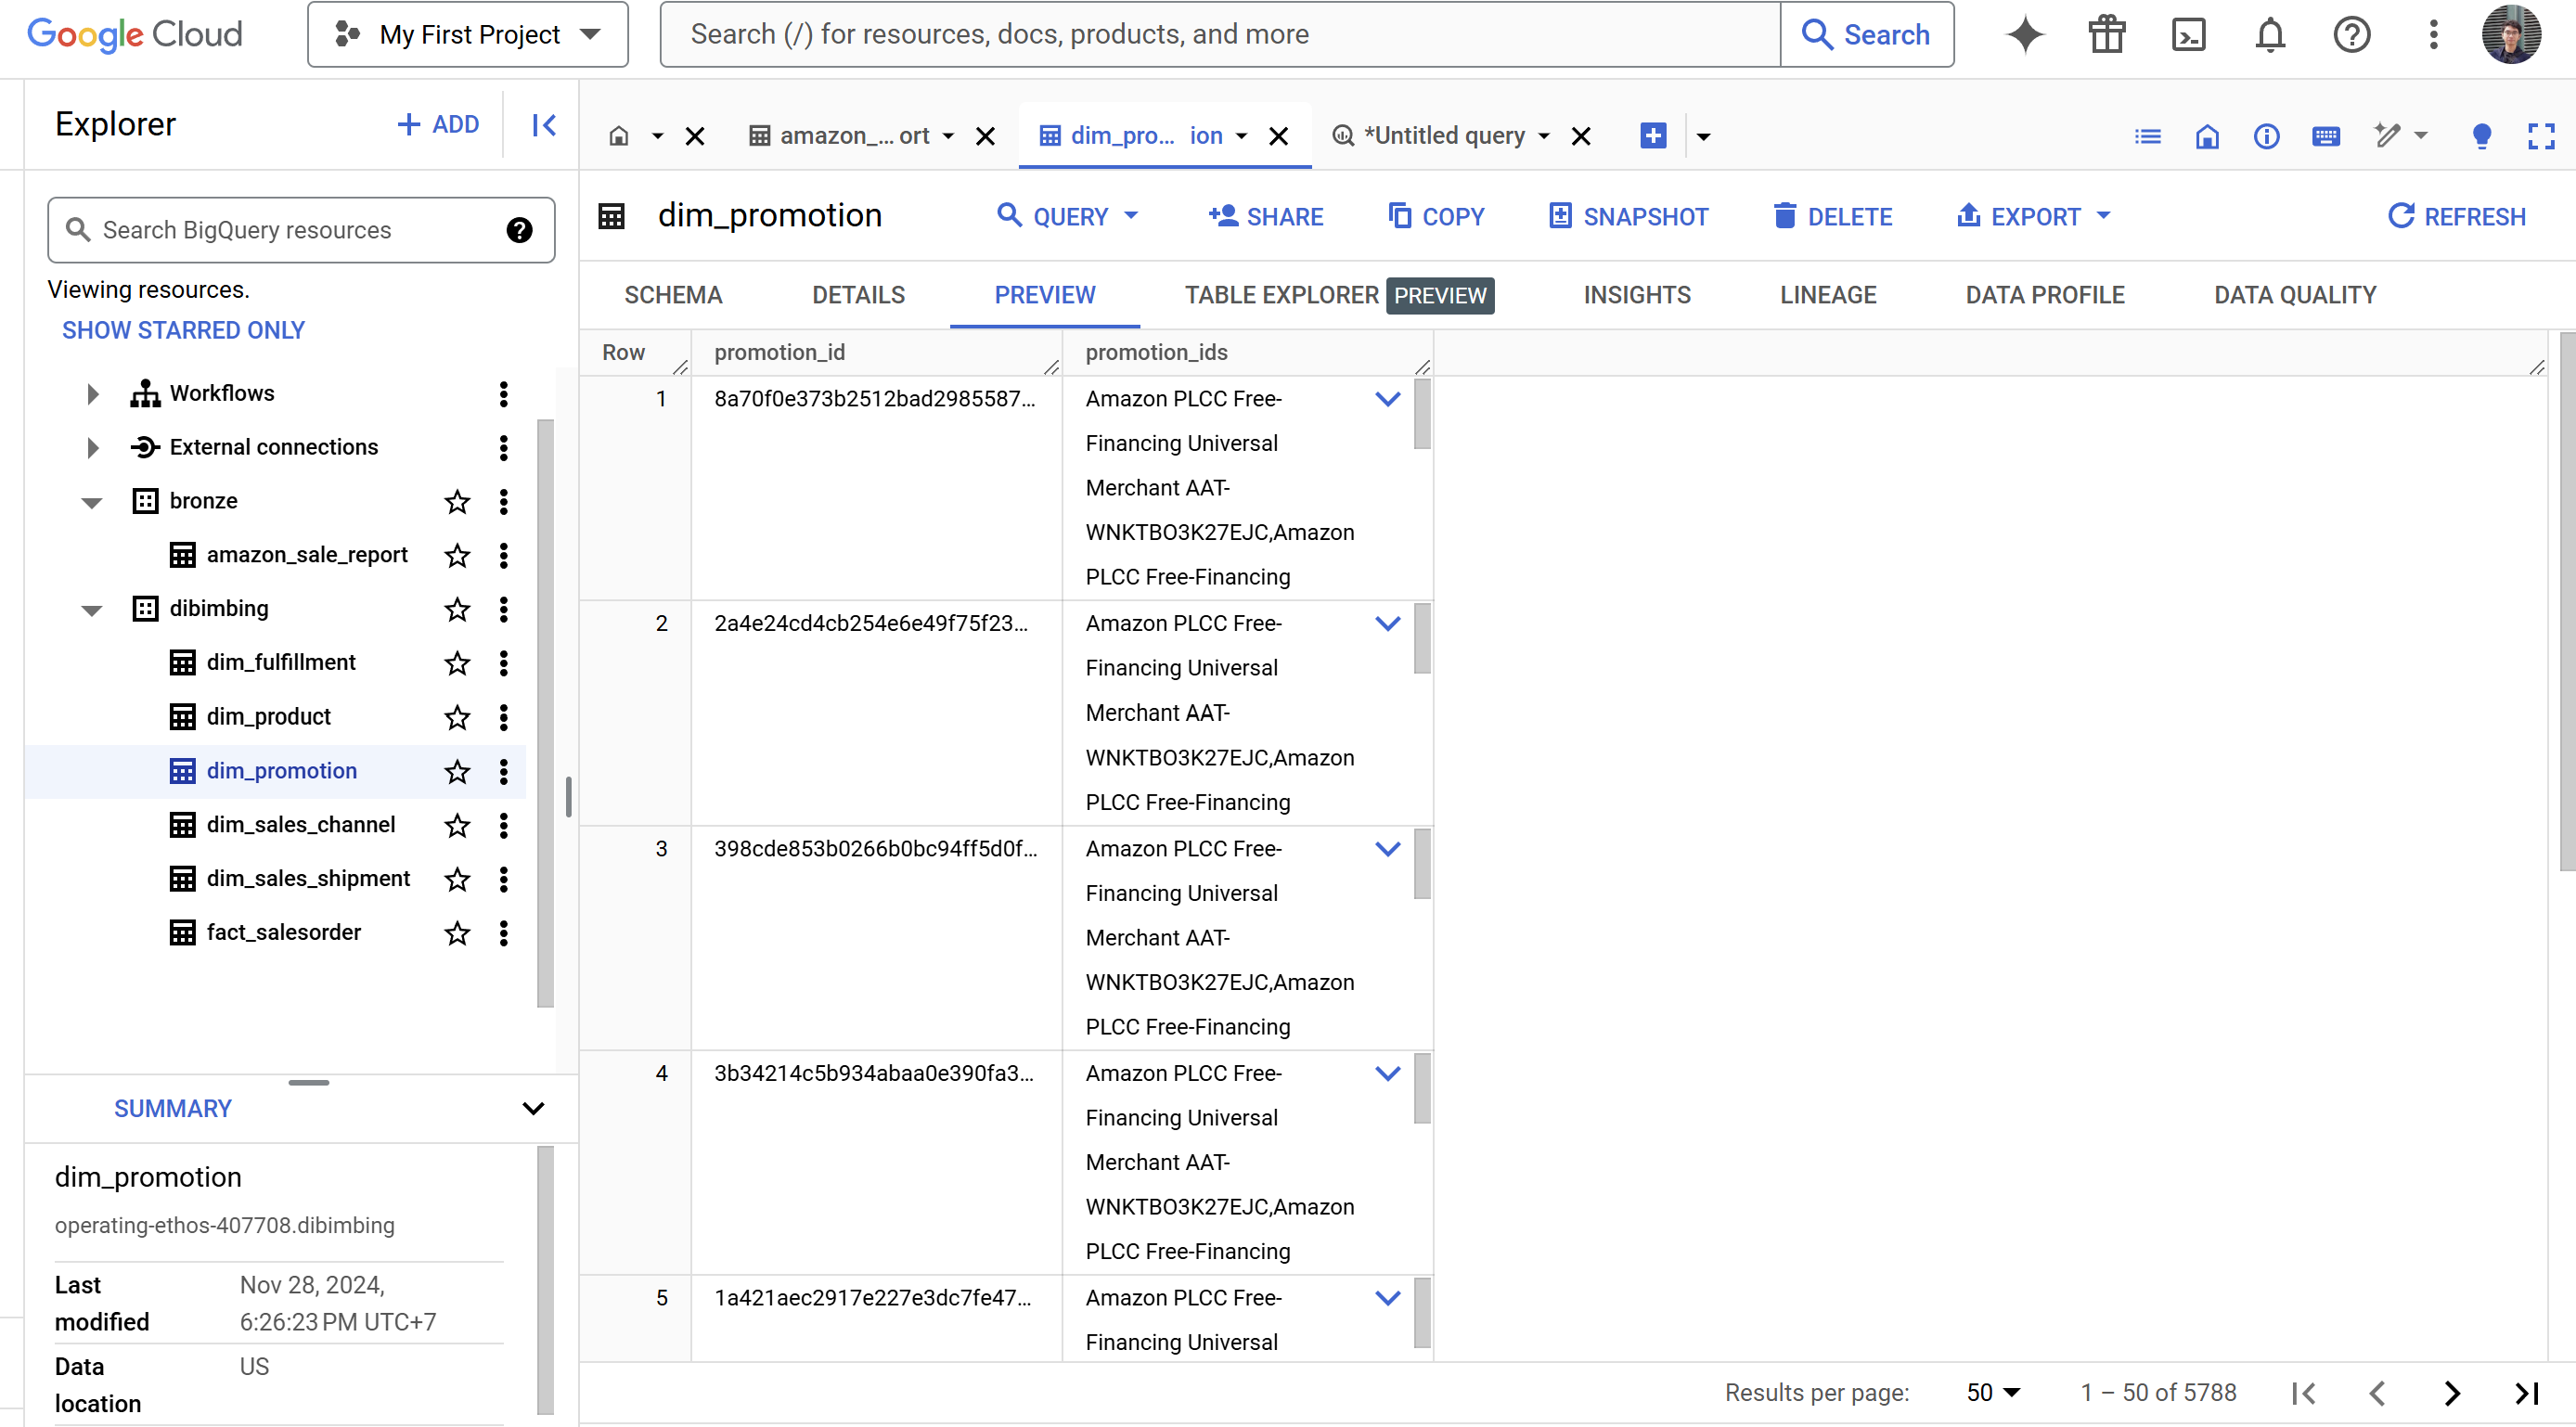 Google Cloud
My First Project
Search (/) for resources, docs, products, and more
Search
Explorer
ADD
amazon_... ort
dim_pro... ion
*Untitled query
Search BigQuery resources
Viewing resources.
SHOW STARRED ONLY
Workflows
External connections
bronze
amazon_sale_report
dibimbing
dim_fulfillment
dim_product
dim_promotion
dim_sales_channel
dim_sales_shipment
fact_salesorder
SUMMARY
dim_promotion
operating-ethos-407708.dibimbing
Last modified Nov 28, 2024, 6:26:23 PM UTC+7
Data location US
dim_promotion
QUERY
SHARE
COPY
SNAPSHOT
DELETE
EXPORT
REFRESH
SCHEMA
DETAILS
PREVIEW
TABLE EXPLORER PREVIEW
INSIGHTS
LINEAGE
DATA PROFILE
DATA QUALITY
Row promotion_id promotion_ids
1 8a70f0e373b2512bad2985587... Amazon PLCC Free-
Financing Universal
Merchant AAT-
WNKTBO3K27EJC,Amazon
PLCC Free-Financing
2 2a4e24cd4cb254e6e49f75f23... Amazon PLCC Free-
Financing Universal
Merchant AAT-
WNKTBO3K27EJC,Amazon
PLCC Free-Financing
3 398cde853b0266b0bc94ff5d0f... Amazon PLCC Free-
Financing Universal
Merchant AAT-
WNKTBO3K27EJC,Amazon
PLCC Free-Financing
4 3b34214c5b934abaa0e390fa3... Amazon PLCC Free-
Financing Universal
Merchant AAT-
WNKTBO3K27EJC,Amazon
PLCC Free-Financing
5 1a421aec2917e227e3dc7fe47... Amazon PLCC Free-
Financing Universal
Results per page: 50 1 – 50 of 5788